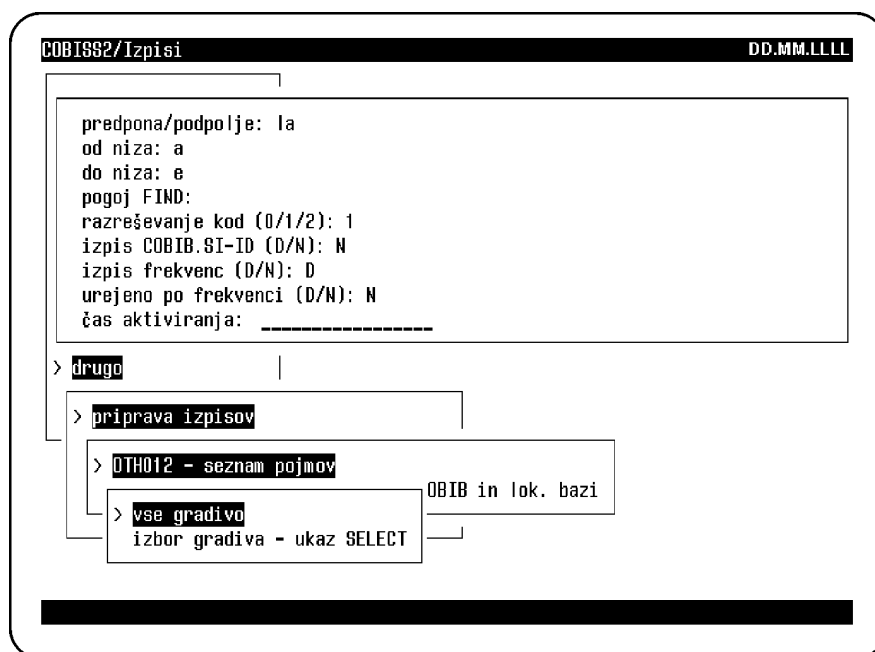 COBISS2/Izpisi DD.MM.LLLL
predpona/podpolje: la
od niza: a
do niza: e
pogoj FIND:
razreševanje kod (0/1/2): 1
izpis COBIB.SI-ID (D/N): N
izpis frekvenc (D/N): D
urejeno po frekvenci (D/N): N
čas aktiviranja: _________________
> drugo
> priprava izpisov
> OTH012 - seznam pojmov
OBIB in lok. bazi
> vse gradivo
izbor gradiva - ukaz SELECT